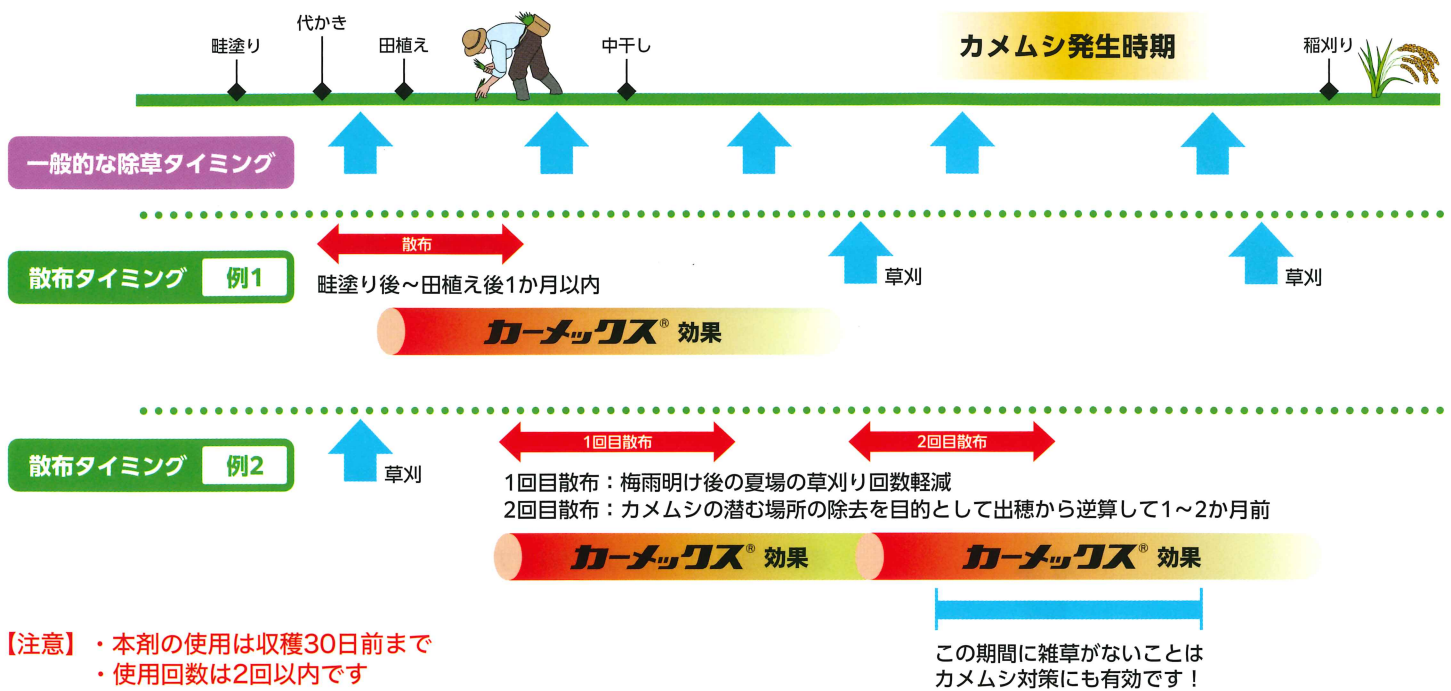 畦塗り
代かき
田植え
中干し
カメムシ発生時期
稲刈り
一般的な除草タイミング
散布タイミング 例1
散布
畦塗り後～田植え後1か月以内
草刈
草刈
カーメックス® 効果
散布タイミング 例2
草刈
1回目散布
2回目散布
1回目散布：梅雨明け後の夏場の草刈り回数軽減
2回目散布：カメムシの潜む場所の除去を目的として出穂から逆算して1～2か月前
カーメックス® 効果
カーメックス® 効果
この期間に雑草がないことは
カメムシ対策にも有効です！
【注意】・本剤の使用は収穫30日前まで
・使用回数は2回以内です